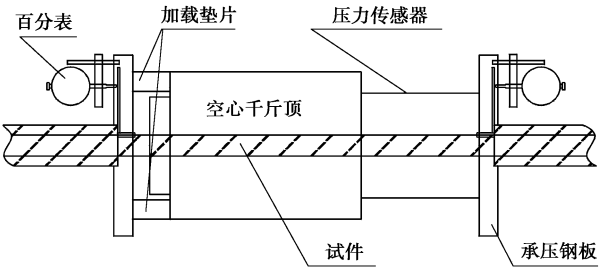 百分表
加载垫片
压力传感器
空心千斤顶
试件
承压钢板